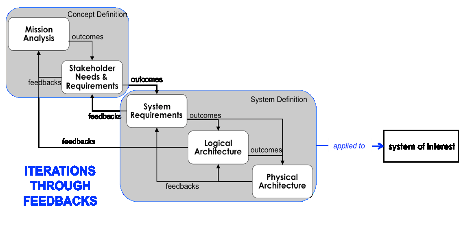 Concept Definition
Mission
Analysis
outcomes
Stakeholder
Needs &
Requirements
feedbacks
outcomes
System Definition
System
Requirements
feedbacks
outcomes
feedbacks
Logical
Architecture
outcomes
applied to
system of interest
Physical
Architecture
feedbacks
ITERATIONS
THROUGH
FEEDBACKS